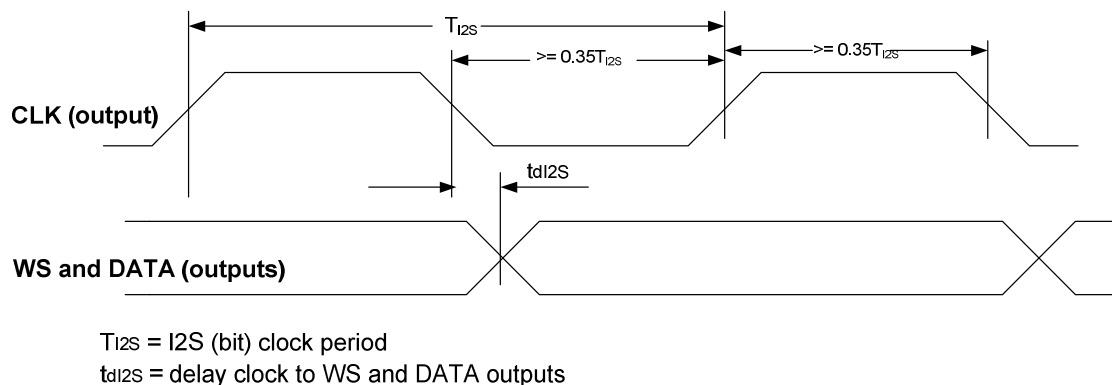 TI2S
>= 0.35TI2S
>= 0.35TI2S
CLK (output)
tdI2S
WS and DATA (outputs)
TI2S = I2S (bit) clock period
tdI2S = delay clock to WS and DATA outputs